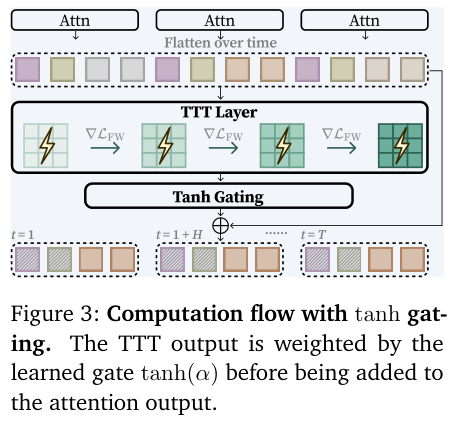 Attn Attn Attn
Flatten over time
TTT Layer
∇ℒFW ∇ℒFW ∇ℒFW
Tanh Gating
t = 1 t = 1 + H ······ t = T
Figure 3: Computation flow with tanh gat-
ing. The TTT output is weighted by the
learned gate tanh(α) before being added to
the attention output.